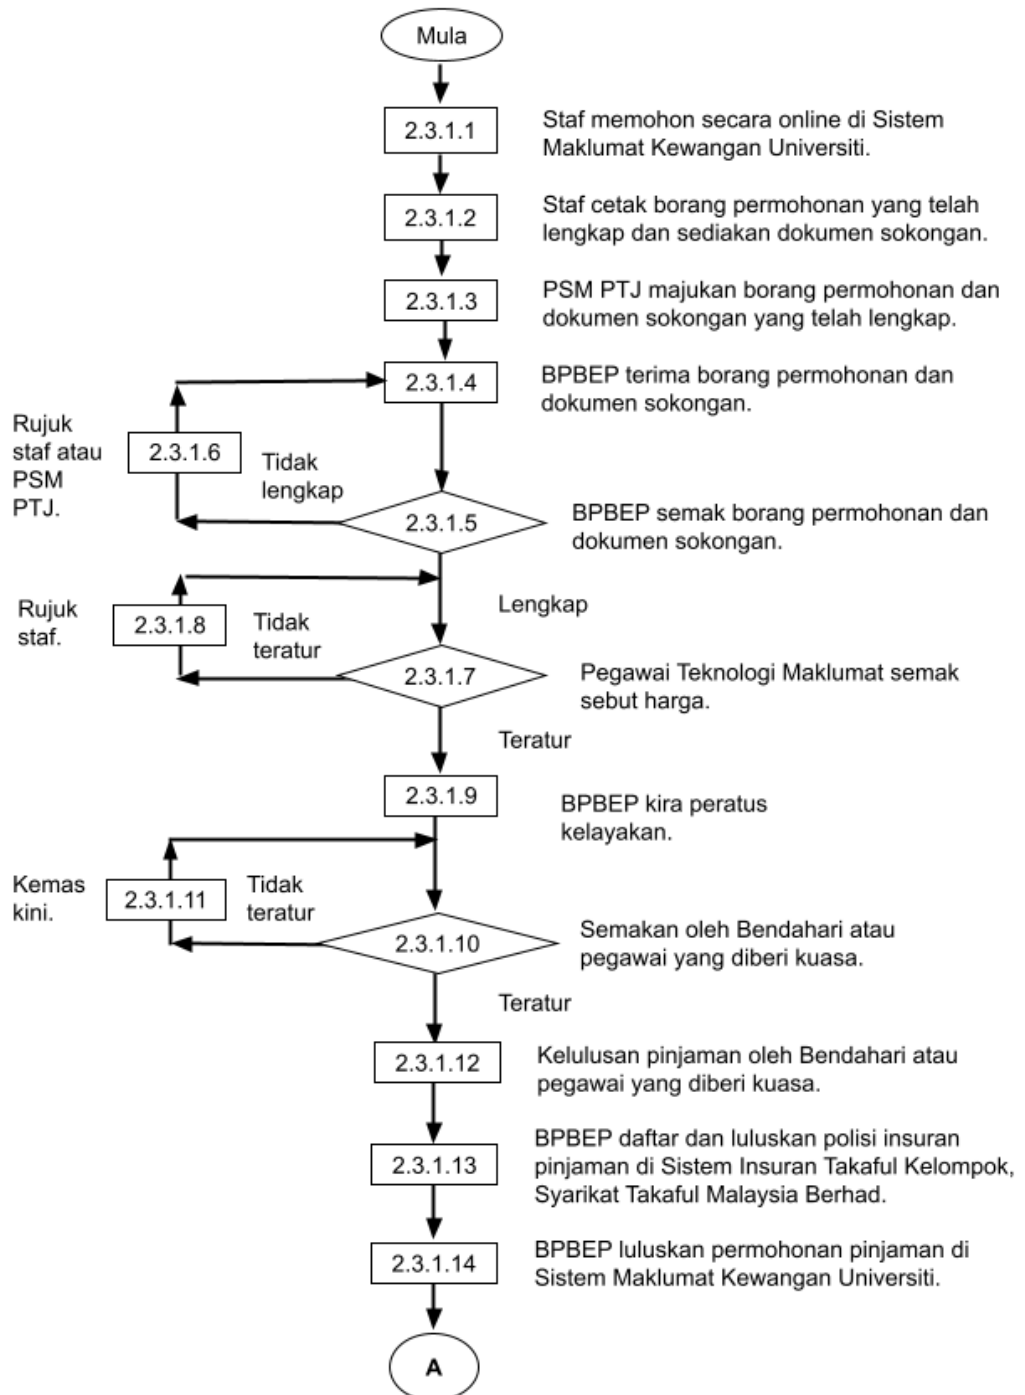 Mula
2.3.1.1
Staf memohon secara online di Sistem
Maklumat Kewangan Universiti.
2.3.1.2
Staf cetak borang permohonan yang telah
lengkap dan sediakan dokumen sokongan.
2.3.1.3
PSM PTJ majukan borang permohonan dan
dokumen sokongan yang telah lengkap.
2.3.1.4
BPBEP terima borang permohonan dan
dokumen sokongan.
Rujuk
staf atau
PSM
PTJ.
2.3.1.6
Tidak
lengkap
2.3.1.5
BPBEP semak borang permohonan dan
dokumen sokongan.
Lengkap
Rujuk
staf.
2.3.1.8
Tidak
teratur
2.3.1.7
Pegawai Teknologi Maklumat semak
sebut harga.
Teratur
2.3.1.9
BPBEP kira peratus
kelayakan.
Kemas
kini.
2.3.1.11
Tidak
teratur
2.3.1.10
Semakan oleh Bendahari atau
pegawai yang diberi kuasa.
Teratur
2.3.1.12
Kelulusan pinjaman oleh Bendahari atau
pegawai yang diberi kuasa.
2.3.1.13
BPBEP daftar dan luluskan polisi insuran
pinjaman di Sistem Insuran Takaful Kelompok,
Syarikat Takaful Malaysia Berhad.
2.3.1.14
BPBEP luluskan permohonan pinjaman di
Sistem Maklumat Kewangan Universiti.
A